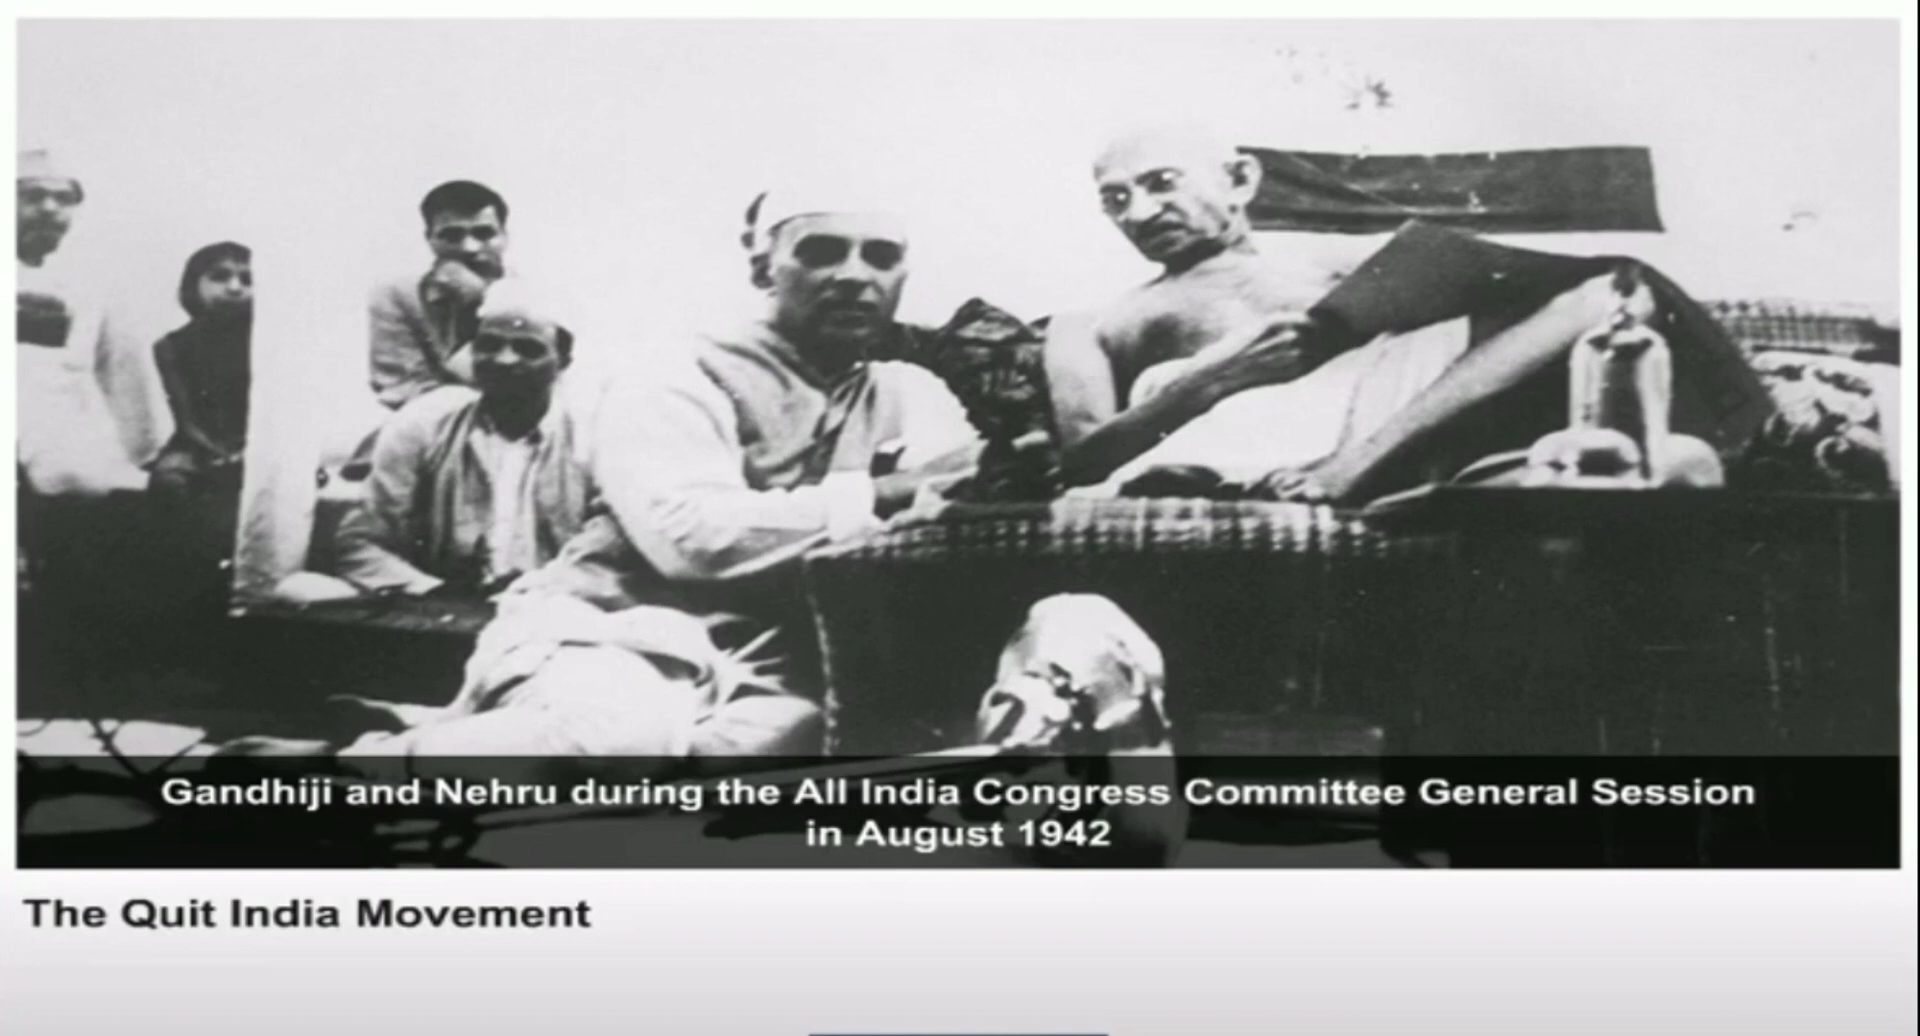 Gandhiji and Nehru during the All India Congress Committee General Session
in August 1942
The Quit India Movement